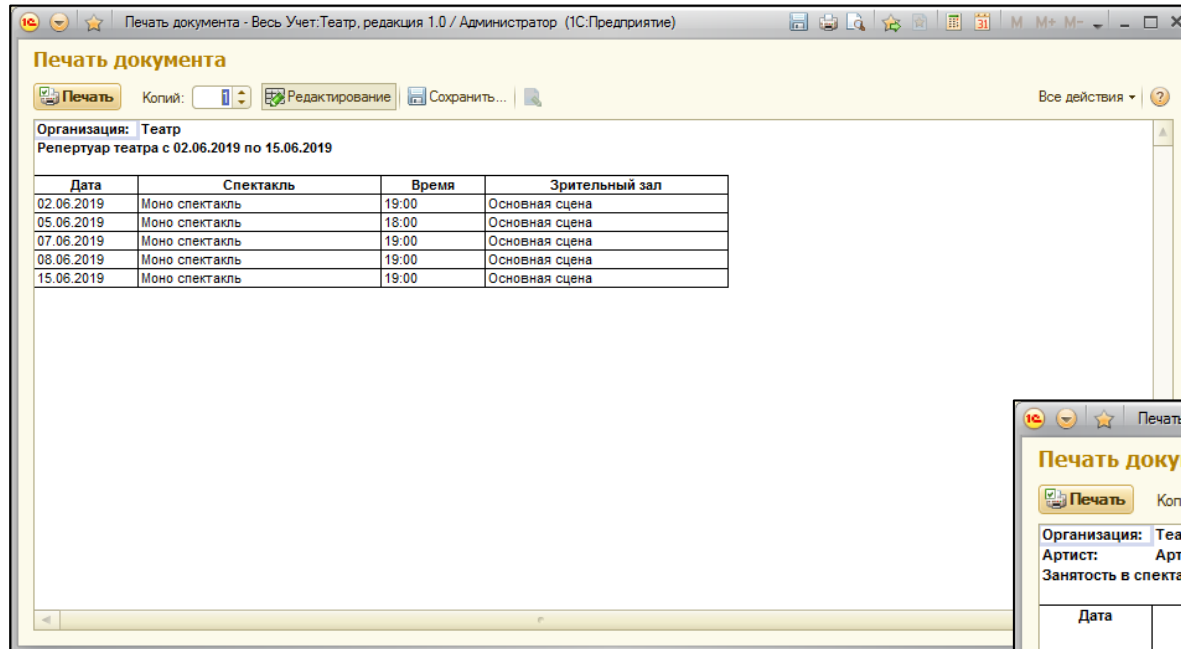 Печать документа - Весь Учет:Театр, редакция 1.0 / Администратор (1С:Предприятие) M M+ M-
Печать документа
Печать Копий: 1 Редактирование Сохранить... Все действия
Организация: Театр
Репертуар театра с 02.06.2019 по 15.06.2019
Дата Спектакль Время Зрительный зал
02.06.2019 Моно спектакль 19:00 Основная сцена
05.06.2019 Моно спектакль 18:00 Основная сцена
07.06.2019 Моно спектакль 19:00 Основная сцена
08.06.2019 Моно спектакль 19:00 Основная сцена
15.06.2019 Моно спектакль 19:00 Основная сцена
Печать
Печать доку
Печать Коп
Организация: Теа
Артист: Арт
Занятость в спекта
Дата